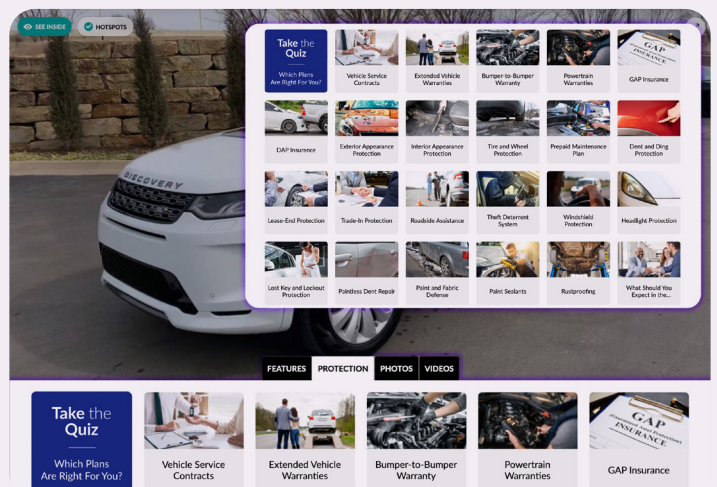 SEE INSIDE
HOTSPOTS
Take the
Quiz
Which Plans
Are Right For You?
Vehicle Service
Contracts
Extended Vehicle
Warranties
Bumper-to-Bumper
Warranty
Powertrain
Warranties
GAP
INSURANCE
GAP Insurance
DAP Insurance
Exterior Appearance
Protection
Interior Appearance
Protection
Tire and Wheel
Protection
Prepaid Maintenance
Plan
Dent and Ding
Protection
Lease-End Protection
Trade-In Protection
Roadside Assistance
Theft Deterrent
System
Windshield
Protection
Headlight Protection
Lost Key and Lockout
Protection
Paintless Dent Repair
Paint and Fabric
Defense
Paint Sealants
Rustproofing
What Should You
Expect in the...
DISCOVERY
FEATURES
PROTECTION
PHOTOS
VIDEOS
Take the
Quiz
Which Plans
Are Right For You?
Vehicle Service
Contracts
Extended Vehicle
Warranties
Bumper-to-Bumper
Warranty
Powertrain
Warranties
GAP
INSURANCE
GAP Insurance